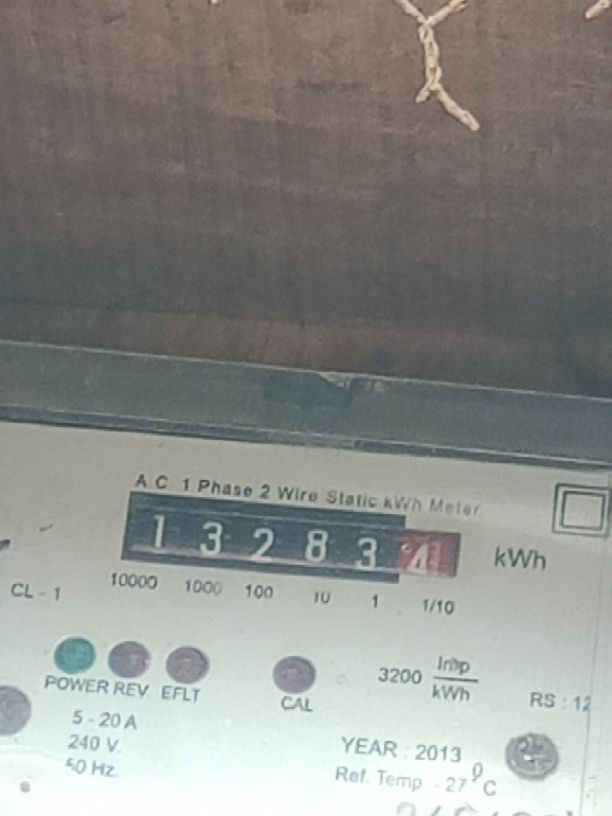 A.C. 1 Phase 2 Wire Static kWh Meter
1 3 2 8 3 4 kWh
CL - 1 10000 1000 100 10 1 1/10
3200 Imp/kWh
POWER REV EFLT CAL RS : 12
5 - 20 A
240 V.
50 Hz.
YEAR : 2013
Ref. Temp - 27°C